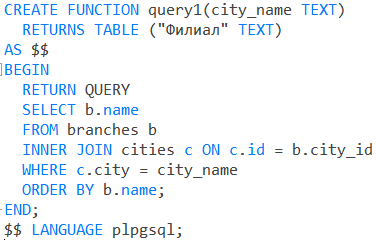 CREATE FUNCTION query1(city_name TEXT)
  RETURNS TABLE ("Филиал" TEXT)
AS $$
BEGIN
  RETURN QUERY
  SELECT b.name
  FROM branches b
  INNER JOIN cities c ON c.id = b.city_id
  WHERE c.city = city_name
  ORDER BY b.name;
END;
$$ LANGUAGE plpgsql;